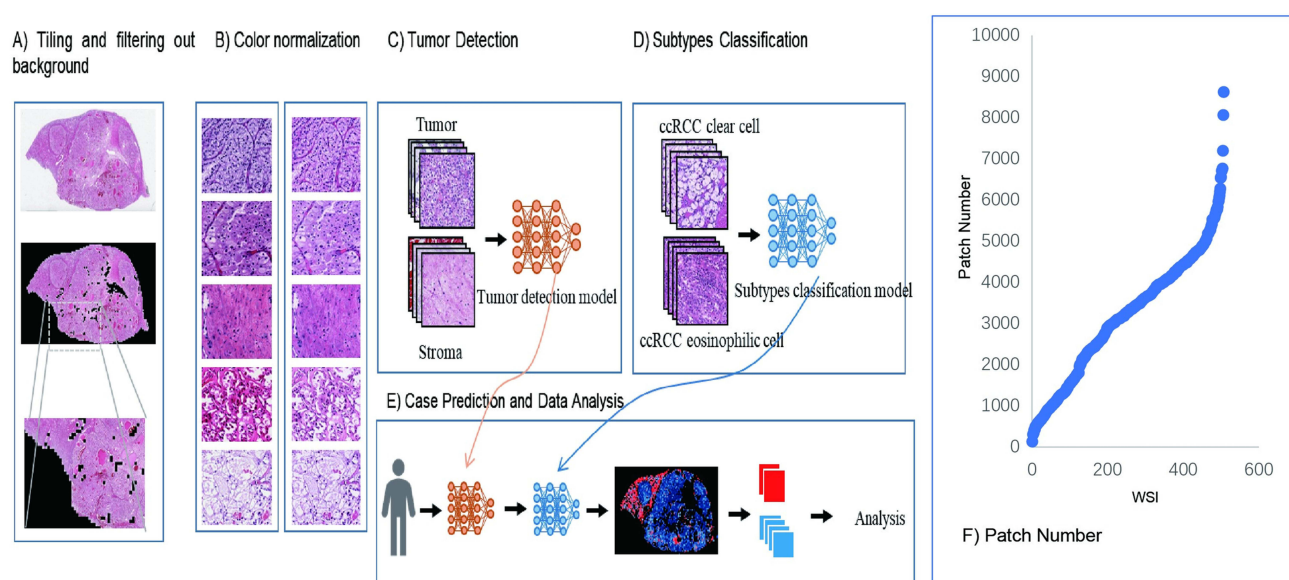 A) Tiling and filtering out
background
B) Color normalization
C) Tumor Detection
D) Subtypes Classification
Tumor
Tumor detection model
Stroma
ccRCC clear cell
Subtypes classification model
ccRCC eosinophilic cell
E) Case Prediction and Data Analysis
Analysis
10000
9000
8000
7000
6000
5000
4000
3000
2000
1000
0
Patch Number
0
200
400
600
WSI
F) Patch Number